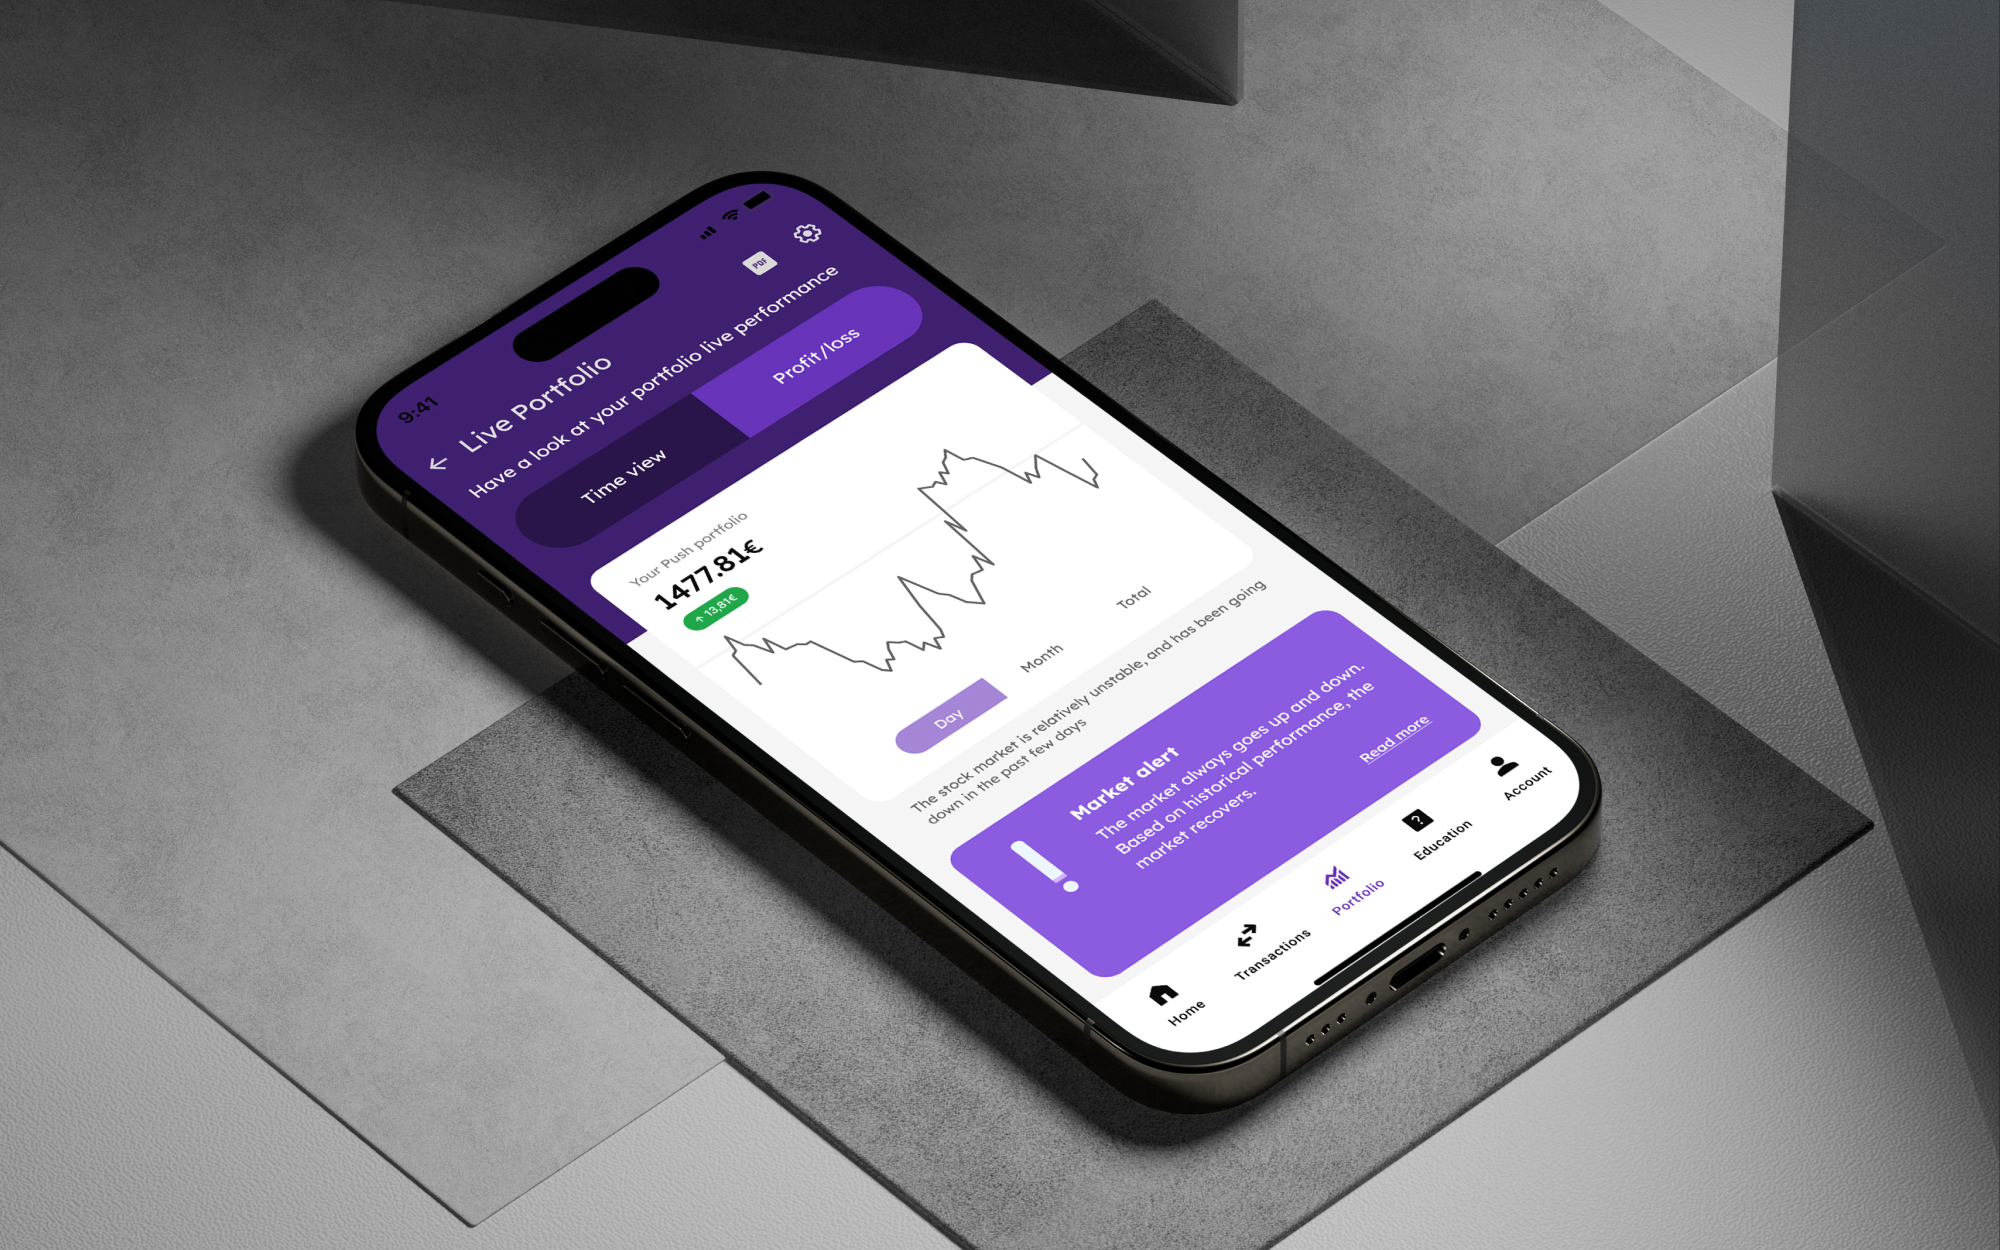 9:41
PDF
Live Portfolio
Have a look at your portfolio live performance
Time view
Profit/loss
Your Push portfolio
1477.81€
↑ 13,81€
Day
Month
Total
The stock market is relatively unstable, and has been going
down in the past few days
Market alert
The market always goes up and down.
Based on historical performance, the
market recovers.
Read more
Home
Transactions
Portfolio
?
Education
Account